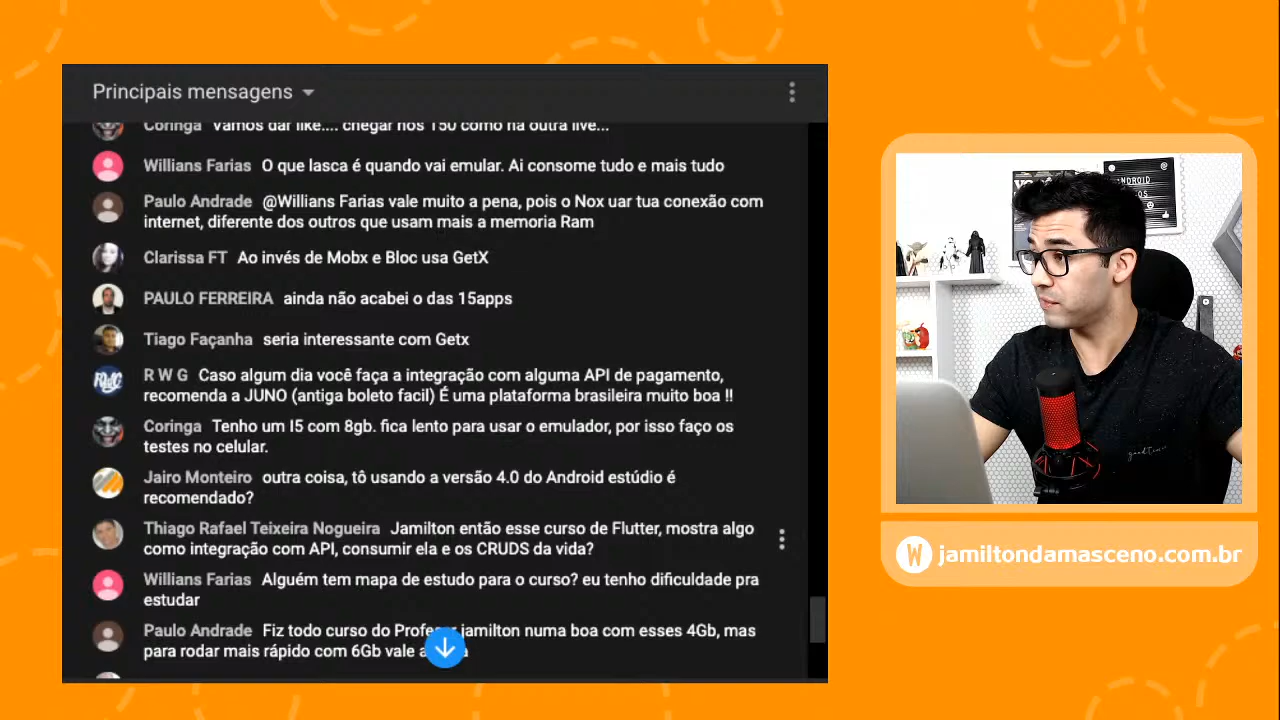 Principais mensagens
Coringa Vamos dar like.... chegar nos 150 como na outra live...
Willians Farias O que lasca é quando vai emular. Ai consome tudo e mais tudo
Paulo Andrade @Willians Farias vale muito a pena, pois o Nox uar tua conexão com
internet, diferente dos outros que usam mais a memoria Ram
Clarissa FT Ao invés de Mobx e Bloc usa GetX
PAULO FERREIRA ainda não acabei o das 15apps
Tiago Façanha seria interessante com Getx
R W G Caso algum dia você faça a integração com alguma API de pagamento,
recomenda a JUNO (antiga boleto facil) É uma plataforma brasileira muito boa !!
Coringa Tenho um I5 com 8gb. fica lento para usar o emulador, por isso faço os
testes no celular.
Jairo Monteiro outra coisa, tô usando a versão 4.0 do Android estúdio é
recomendado?
Thiago Rafael Teixeira Nogueira Jamilton então esse curso de Flutter, mostra algo
como integração com API, consumir ela e os CRUDS da vida?
Willians Farias Alguém tem mapa de estudo para o curso? eu tenho dificuldade pra
estudar
Paulo Andrade Fiz todo curso do jamilton numa boa com esses 4Gb, mas
para rodar mais rápido com 6Gb vale
ANDROID
jamiltondamasceno.com.br